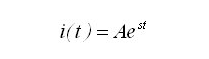 i(t) = Ae^{st}